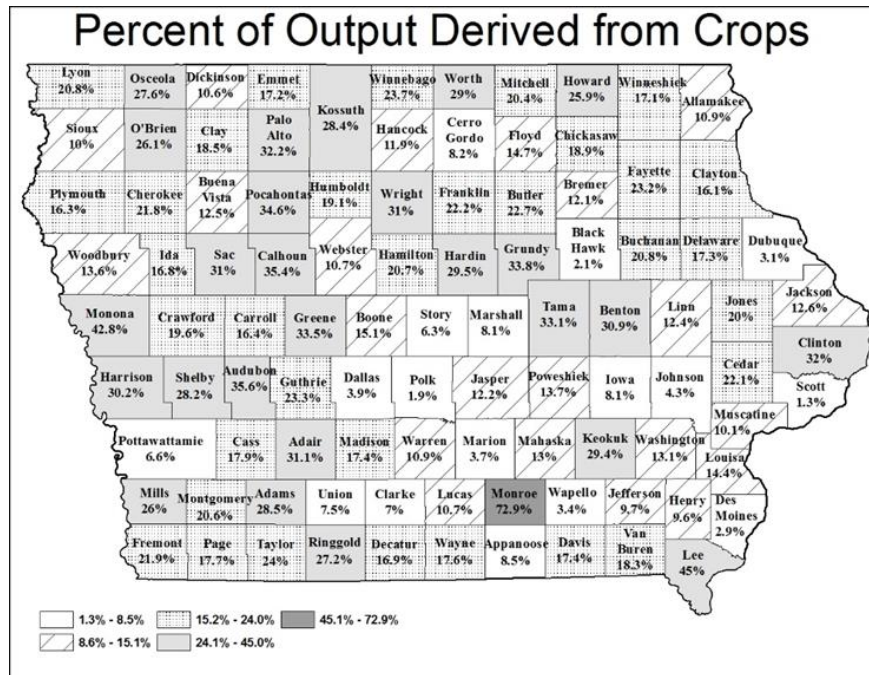 Percent of Output Derived from Crops
Lyon
20.8%
Osceola
27.6%
Dickinson
10.6%
Emmet
17.2%
Kossuth
28.4%
Winnebago
23.7%
Worth
29%
Mitchell
20.4%
Howard
25.9%
Winneshiek
17.1%
Allamakee
10.9%
Sioux
10%
O'Brien
26.1%
Clay
18.5%
Palo
Alto
32.2%
Hancock
11.9%
Cerro
Gordo
8.2%
Floyd
14.7%
Chickasaw
18.9%
Fayette
23.2%
Clayton
16.1%
Plymouth
16.3%
Cherokee
21.8%
Buena
Vista
12.5%
Pocahontas
34.6%
Humboldt
19.1%
Wright
31%
Franklin
22.2%
Butler
22.7%
Bremer
12.1%
Woodbury
13.6%
Ida
16.8%
Sac
31%
Calhoun
35.4%
Webster
10.7%
Hamilton
20.7%
Hardin
29.5%
Grundy
33.8%
Black
Hawk
2.1%
Buchanan
20.8%
Delaware
17.3%
Dubuque
3.1%
Monona
42.8%
Crawford
19.6%
Carroll
16.4%
Greene
33.5%
Boone
15.1%
Story
6.3%
Marshall
8.1%
Tama
33.1%
Benton
30.9%
Linn
12.4%
Jones
20%
Jackson
12.6%
Clinton
32%
Harrison
30.2%
Shelby
28.2%
Audubon
35.6%
Guthrie
23.3%
Dallas
3.9%
Polk
1.9%
Jasper
12.2%
Poweshiek
13.7%
Iowa
8.1%
Johnson
4.3%
Cedar
22.1%
Scott
1.3%
Muscatine
10.1%
Pottawattamie
6.6%
Cass
17.9%
Adair
31.1%
Madison
17.4%
Warren
10.9%
Marion
3.7%
Mahaska
13%
Keokuk
29.4%
Washington
13.1%
Louisa
14.4%
Mills
26%
Montgomery
20.6%
Adams
28.5%
Union
7.5%
Clarke
7%
Lucas
10.7%
Monroe
72.9%
Wapello
3.4%
Jefferson
9.7%
Henry
9.6%
Des
Moines
2.9%
Fremont
21.9%
Page
17.7%
Taylor
24%
Ringgold
27.2%
Decatur
16.9%
Wayne
17.6%
Appanoose
8.5%
Davis
17.4%
Van
Buren
18.3%
Lee
45%
1.3% - 8.5%
15.2% - 24.0%
45.1% - 72.9%
8.6% - 15.1%
24.1% - 45.0%